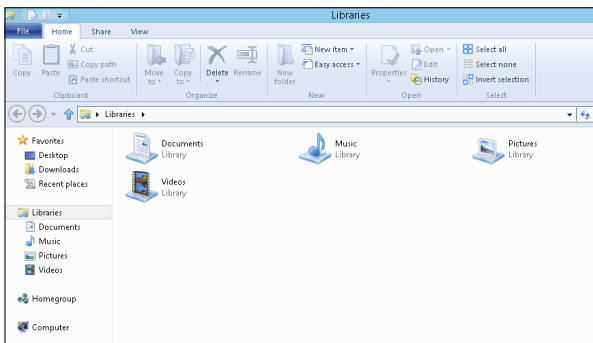 Libraries
File Home Share View
Copy
Paste
Cut
Copy path
Paste shortcut
Clipboard
Move to
Copy to
Delete
Rename
Organize
New folder
New item
Easy access
New
Properties
Open
Edit
History
Open
Select all
Select none
Invert selection
Select
Libraries
Favorites
Desktop
Downloads
Recent places
Libraries
Documents
Music
Pictures
Videos
Homegroup
Computer
Documents
Library
Music
Library
Pictures
Library
Videos
Library